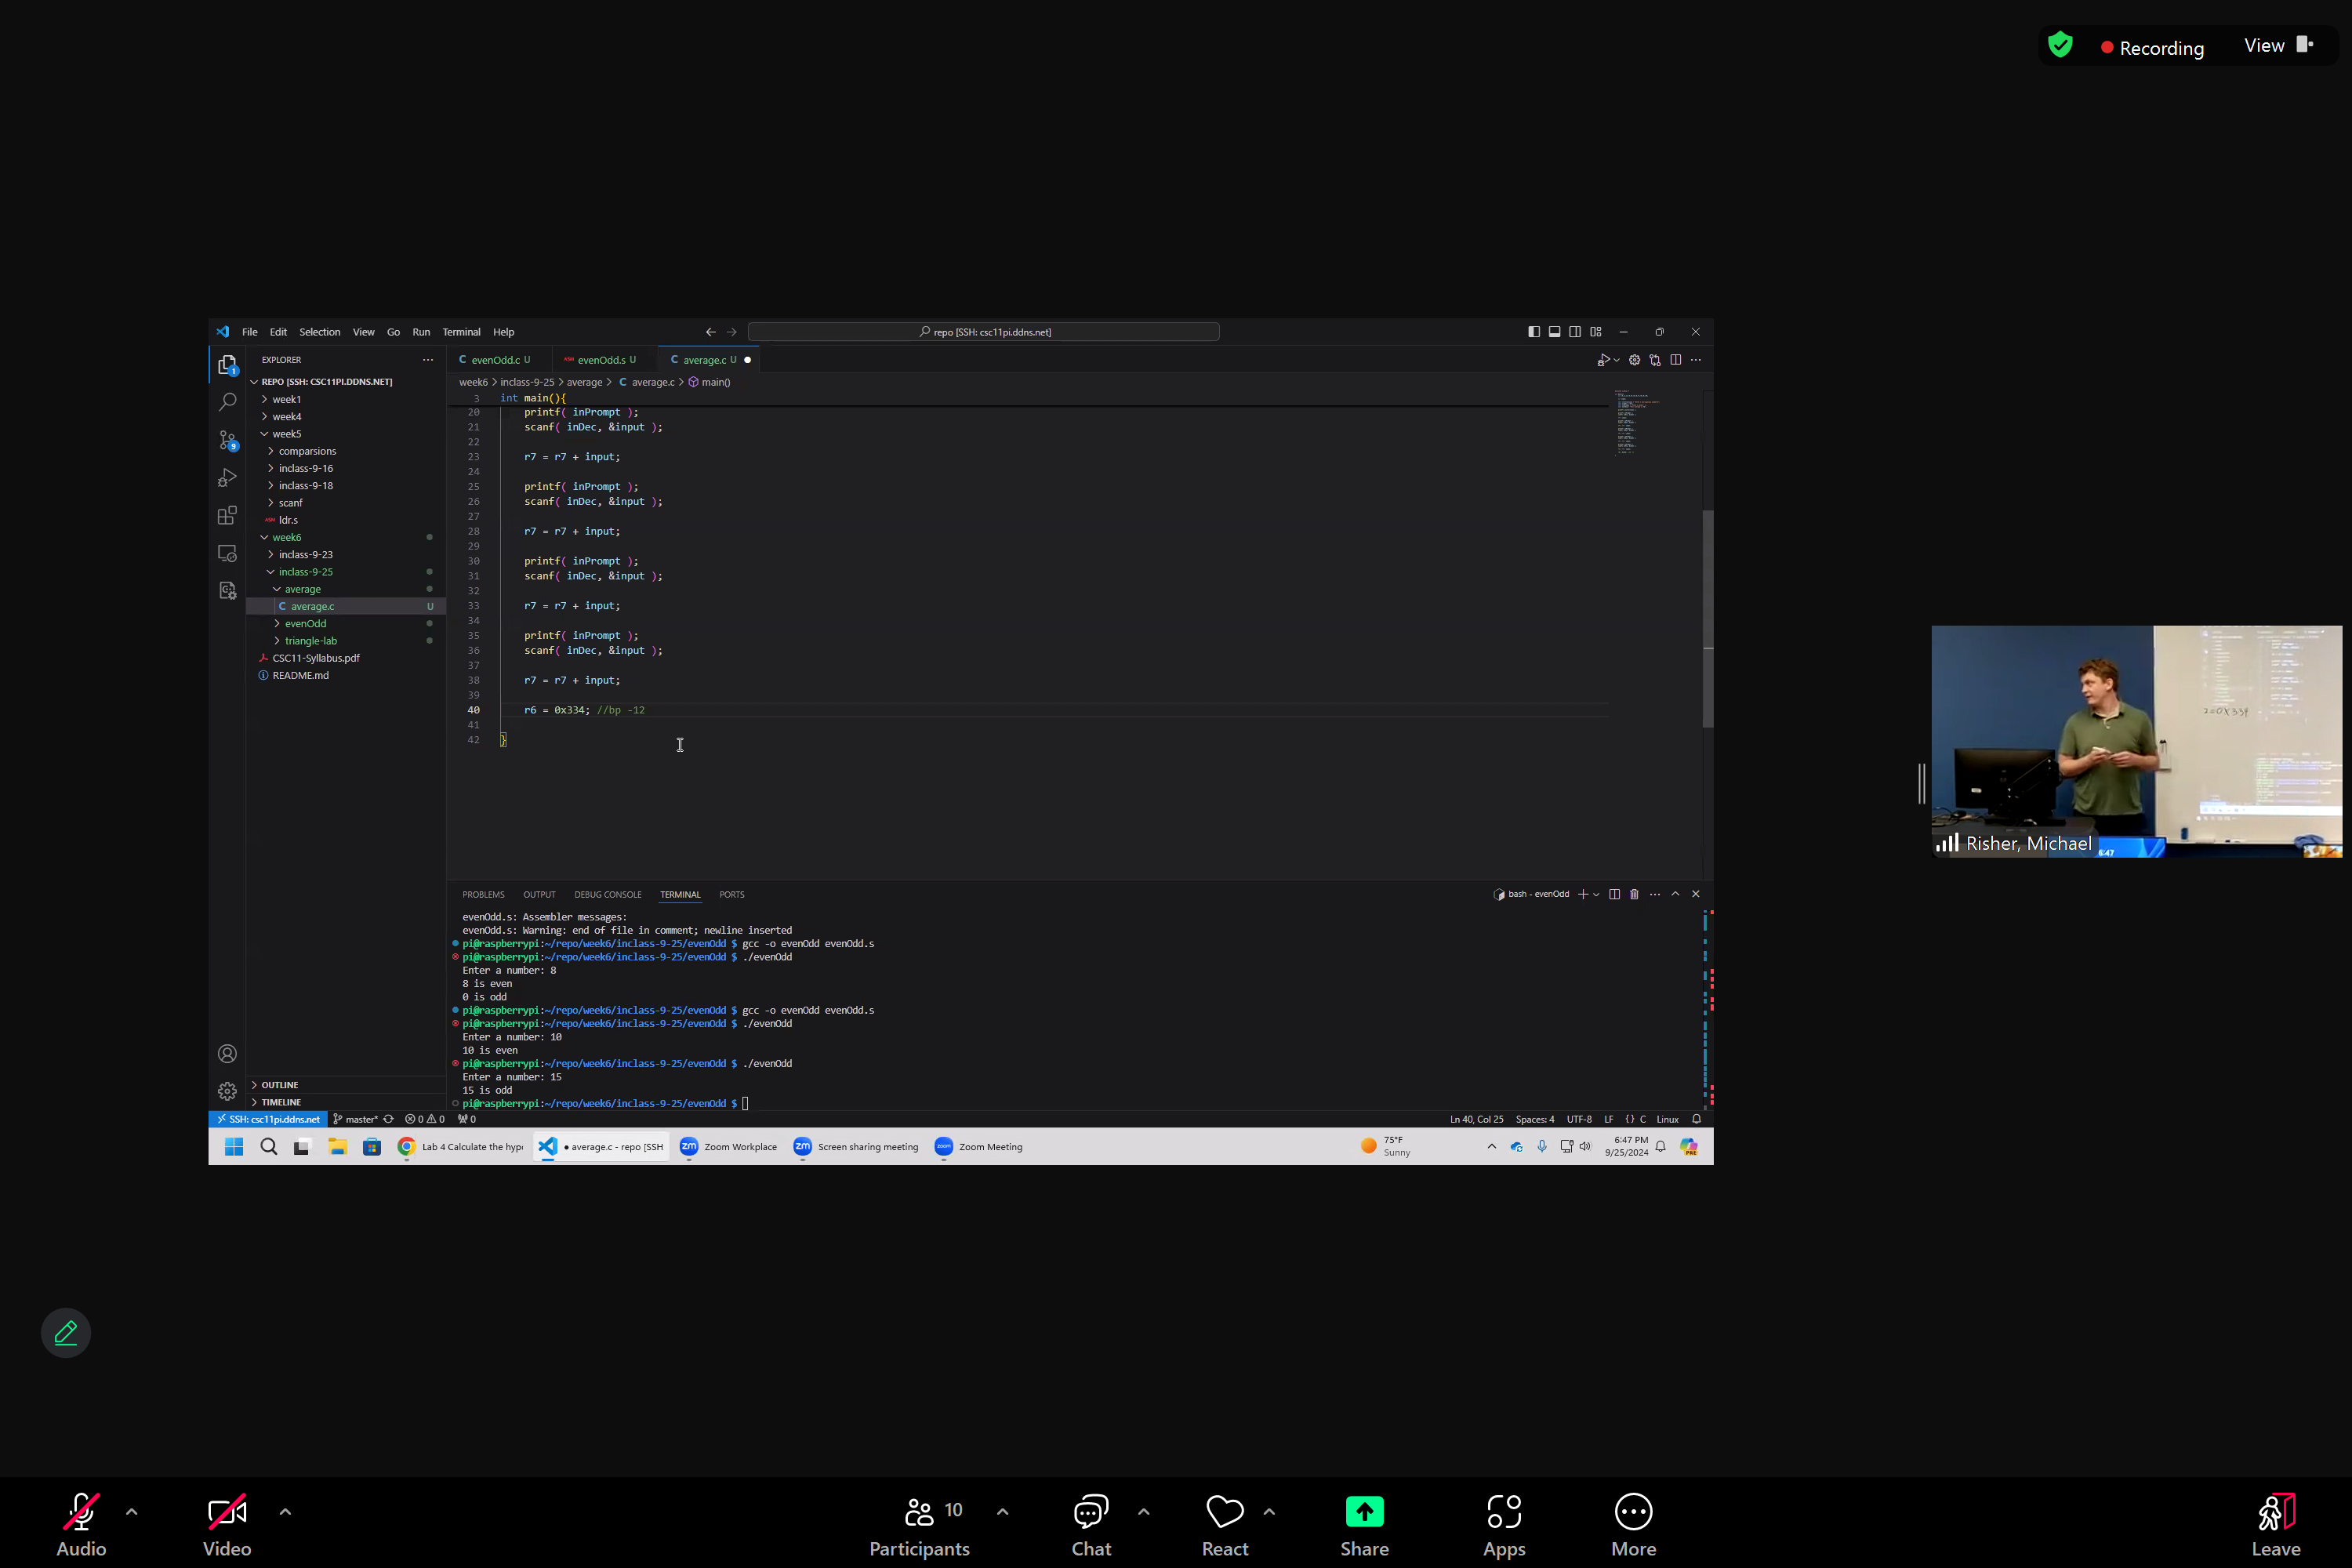 Recording
View
File Edit Selection View Go Run Terminal Help
repo [SSH: csc11pi.ddns.net]
EXPLORER
REPO [SSH: CSC11PI.DDNS.NET]
week1
week4
week5
comparsions
inclass-9-16
inclass-9-18
scanf
ASM ldr.s
week6
inclass-9-23
inclass-9-25
average
C average.c U
evenOdd
triangle-lab
CSC11-Syllabus.pdf
README.md
OUTLINE
TIMELINE
1
9
C evenOdd.c U
ASM evenOdd.s U
C average.c U
week6 > inclass-9-25 > average > C average.c > main()
3 int main(){
20 printf( inPrompt );
21 scanf( inDec, &input );
22
23 r7 = r7 + input;
24
25 printf( inPrompt );
26 scanf( inDec, &input );
27
28 r7 = r7 + input;
29
30 printf( inPrompt );
31 scanf( inDec, &input );
32
33 r7 = r7 + input;
34
35 printf( inPrompt );
36 scanf( inDec, &input );
37
38 r7 = r7 + input;
39
40 r6 = 0x334; //bp -12
41
42 }
PROBLEMS OUTPUT DEBUG CONSOLE TERMINAL PORTS
bash - evenOdd
evenOdd.s: Assembler messages:
evenOdd.s: Warning: end of file in comment; newline inserted
pi@raspberrypi:~/repo/week6/inclass-9-25/evenOdd $ gcc -o evenOdd evenOdd.s
pi@raspberrypi:~/repo/week6/inclass-9-25/evenOdd $ ./evenOdd
Enter a number: 8
8 is even
0 is odd
pi@raspberrypi:~/repo/week6/inclass-9-25/evenOdd $ gcc -o evenOdd evenOdd.s
pi@raspberrypi:~/repo/week6/inclass-9-25/evenOdd $ ./evenOdd
Enter a number: 10
10 is even
pi@raspberrypi:~/repo/week6/inclass-9-25/evenOdd $ ./evenOdd
Enter a number: 15
15 is odd
pi@raspberrypi:~/repo/week6/inclass-9-25/evenOdd $
SSH: csc11pi.ddns.net master* 0 0 0
Ln 40, Col 25 Spaces: 4 UTF-8 LF {} C Linux
Lab 4 Calculate the hyp
average.c - repo [SSH
zm Zoom Workplace
zm Screen sharing meeting
zoom Zoom Meeting
75°F
Sunny
6:47 PM
9/25/2024
PRE
Risher, Michael
6:47
Audio
Video
10
Participants
Chat
React
Share
Apps
More
Leave